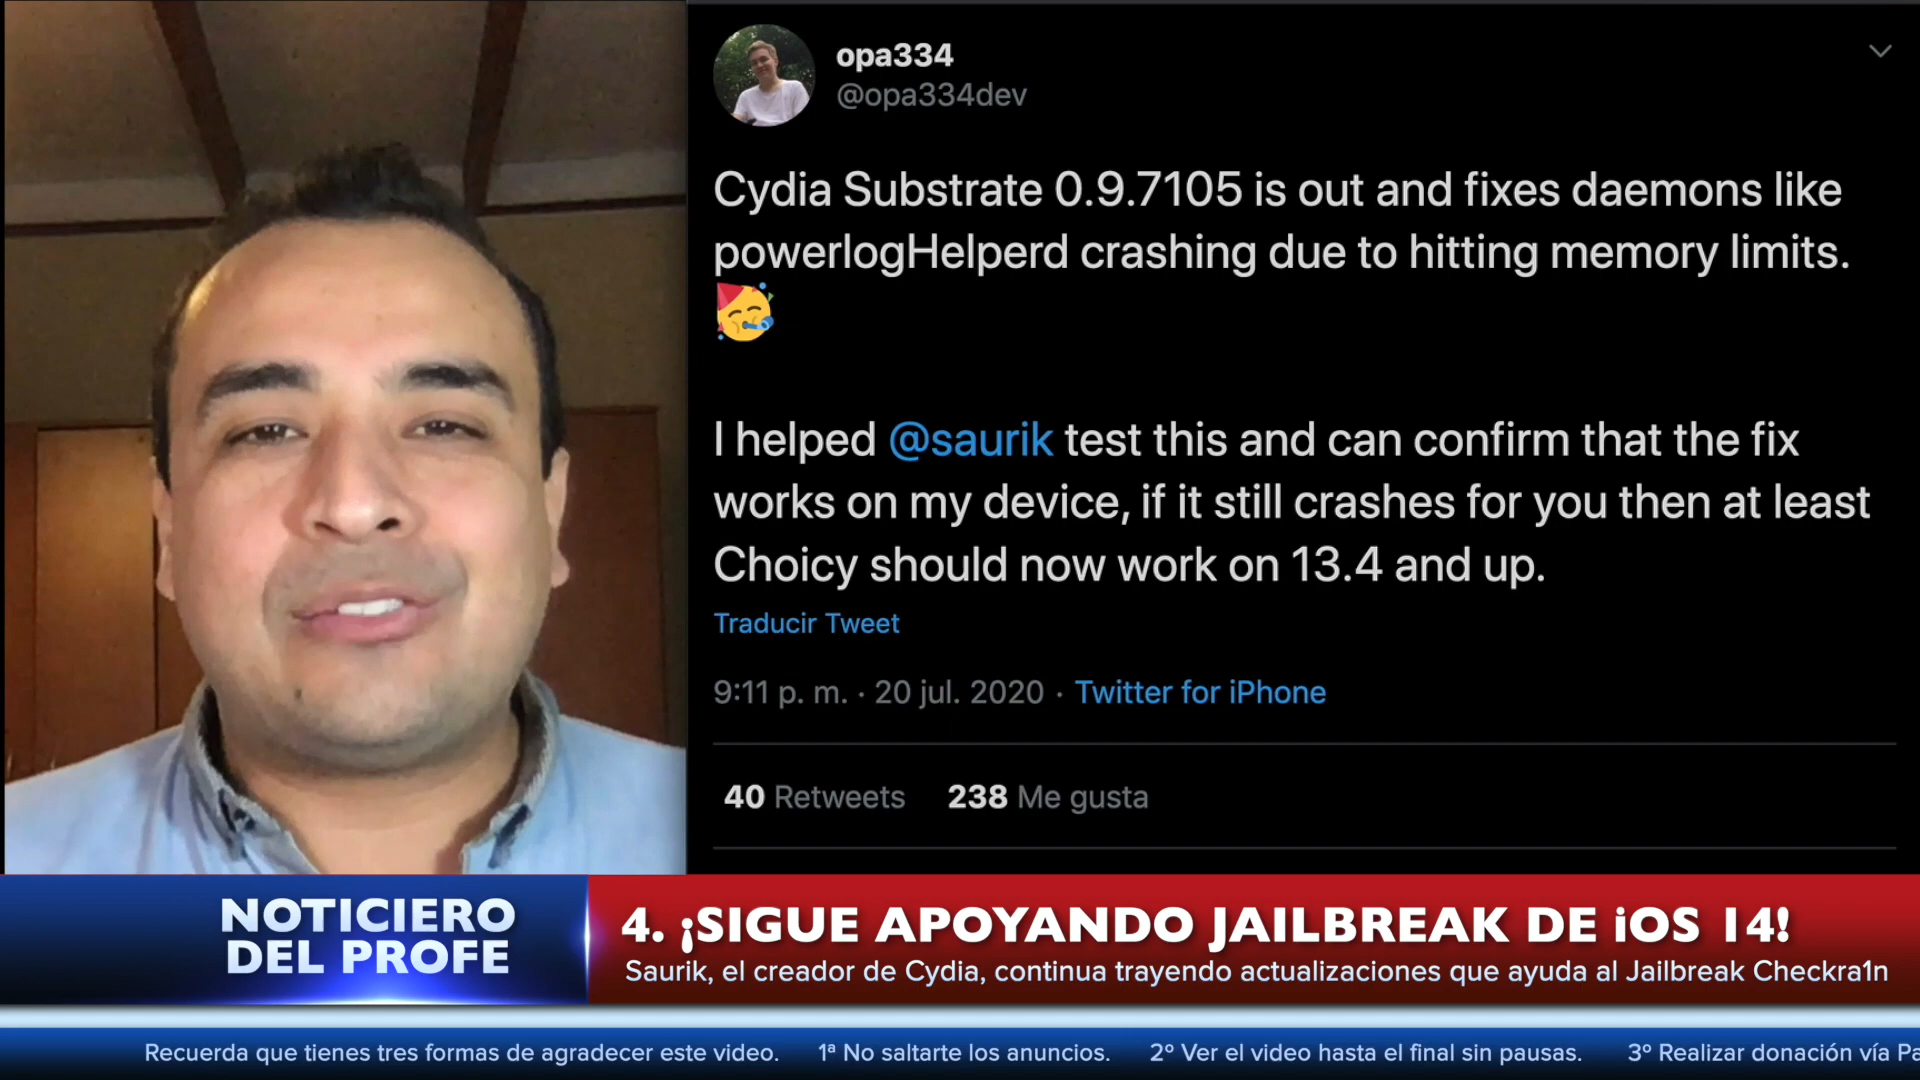 opa334
@opa334dev
Cydia Substrate 0.9.7105 is out and fixes daemons like
powerlogHelperd crashing due to hitting memory limits.
🥳
I helped @saurik test this and can confirm that the fix
works on my device, if it still crashes for you then at least
Choicy should now work on 13.4 and up.
Traducir Tweet
9:11 p. m. · 20 jul. 2020 · Twitter for iPhone
40 Retweets 238 Me gusta
NOTICIERO
DEL PROFE
4. ¡SIGUE APOYANDO JAILBREAK DE iOS 14!
Saurik, el creador de Cydia, continua trayendo actualizaciones que ayuda al Jailbreak Checkra1n
Recuerda que tienes tres formas de agradecer este video. 1ª No saltarte los anuncios. 2º Ver el video hasta el final sin pausas. 3º Realizar donación vía Pa